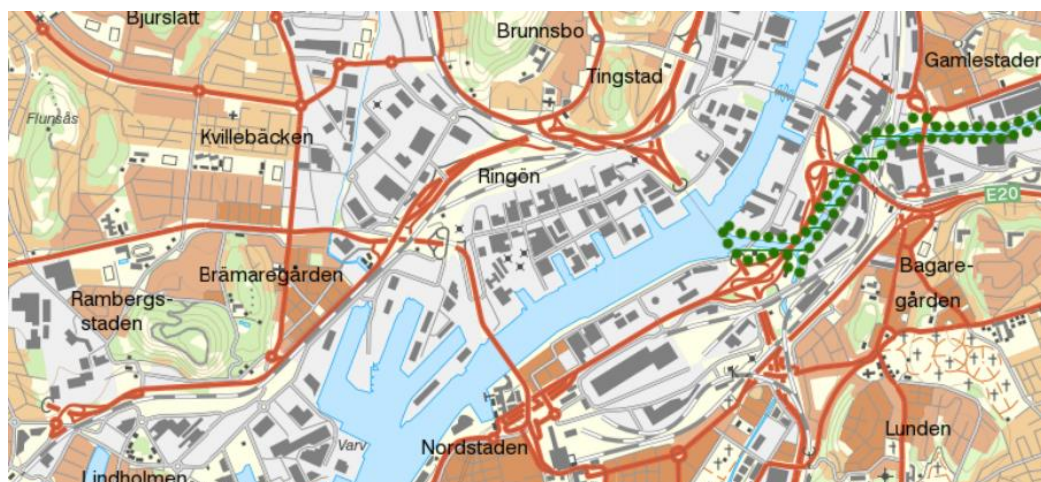 Bjurslätt
Brunnsbo
Tingstad
Gamlestaden
Flunsås
Kvillebäcken
Ringön
E20
Brämaregården
Rambergs-
staden
Bagare-
gården
Varv
Nordstaden
Lunden
Lindholmen